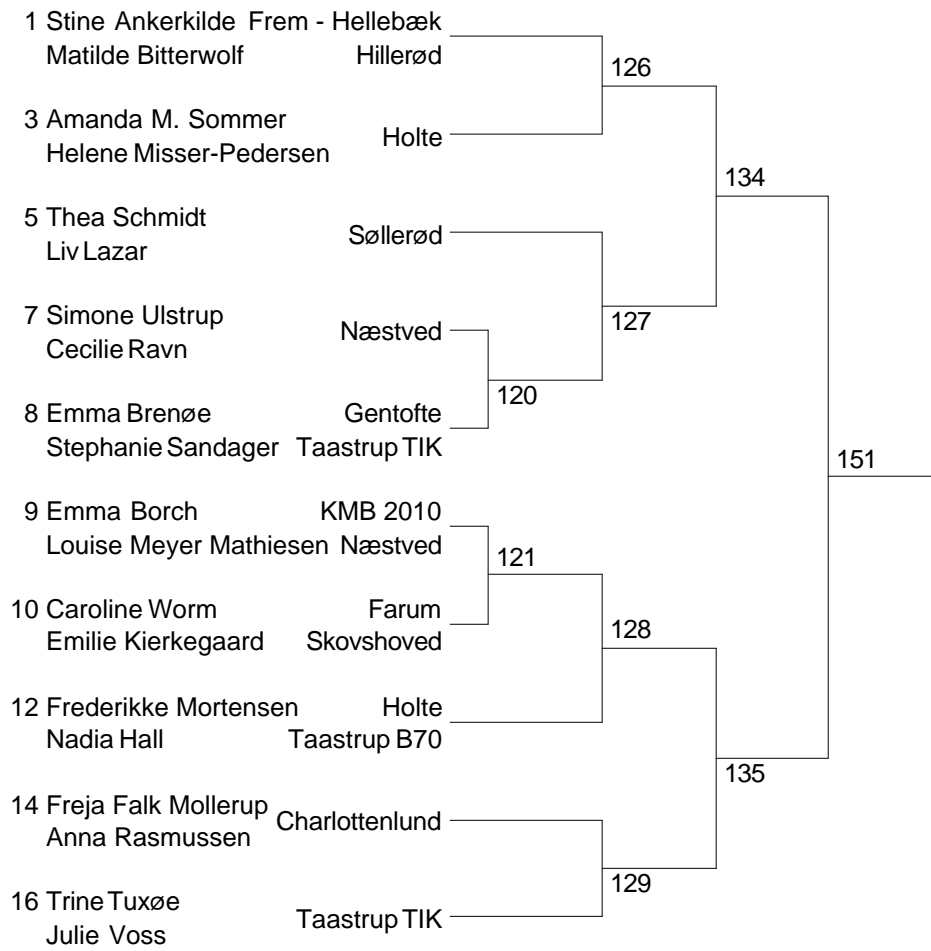 1 Stine Ankerkilde Frem - Hellebæk
Matilde Bitterwolf Hillerød
126
3 Amanda M. Sommer
Holte
Helene Misser-Pedersen
134
5 Thea Schmidt
Søllerød
Liv Lazar
7 Simone Ulstrup
Næstved
127
Cecilie Ravn
120
8 Emma Brenøe Gentofte
Stephanie Sandager Taastrup TIK
151
9 Emma Borch KMB 2010
Louise Meyer Mathiesen Næstved
121
10 Caroline Worm Farum
128
Emilie Kierkegaard Skovshoved
12 Frederikke Mortensen Holte
Nadia Hall Taastrup B70
135
14 Freja Falk Mollerup
Charlottenlund
Anna Rasmussen
129
16 Trine Tuxøe
Taastrup TIK
Julie Voss